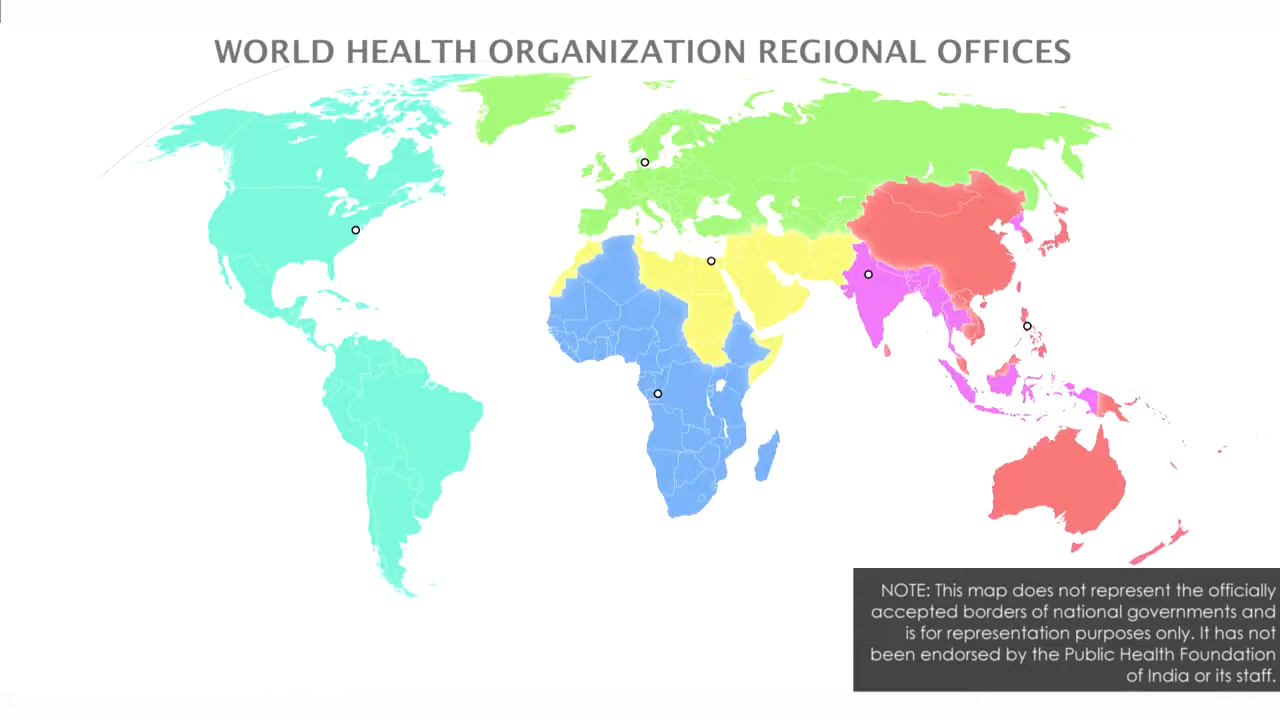 WORLD HEALTH ORGANIZATION REGIONAL OFFICES
NOTE: This map does not represent the officially
accepted borders of national governments and
is for representation purposes only. It has not
been endorsed by the Public Health Foundation
of India or its staff.